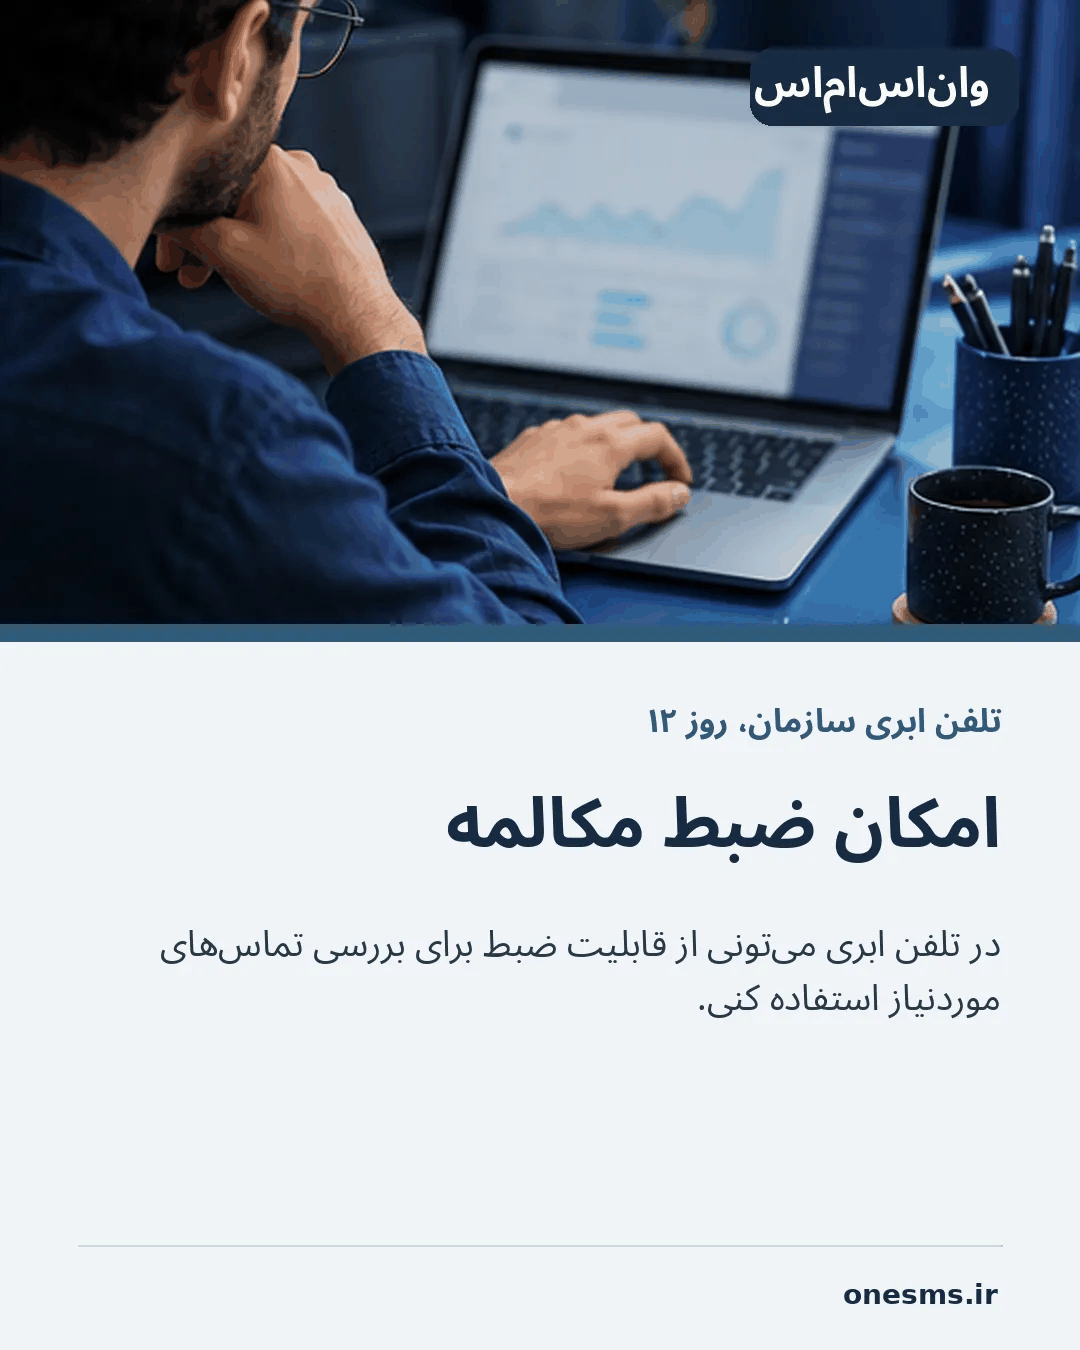 وان‌اس‌ام‌اس
تلفن ابری سازمان، روز ۱۲
امکان ضبط مکالمه
در تلفن ابری می‌تونی از قابلیت ضبط برای بررسی تماس‌های
موردنیاز استفاده کنی.
onesms.ir